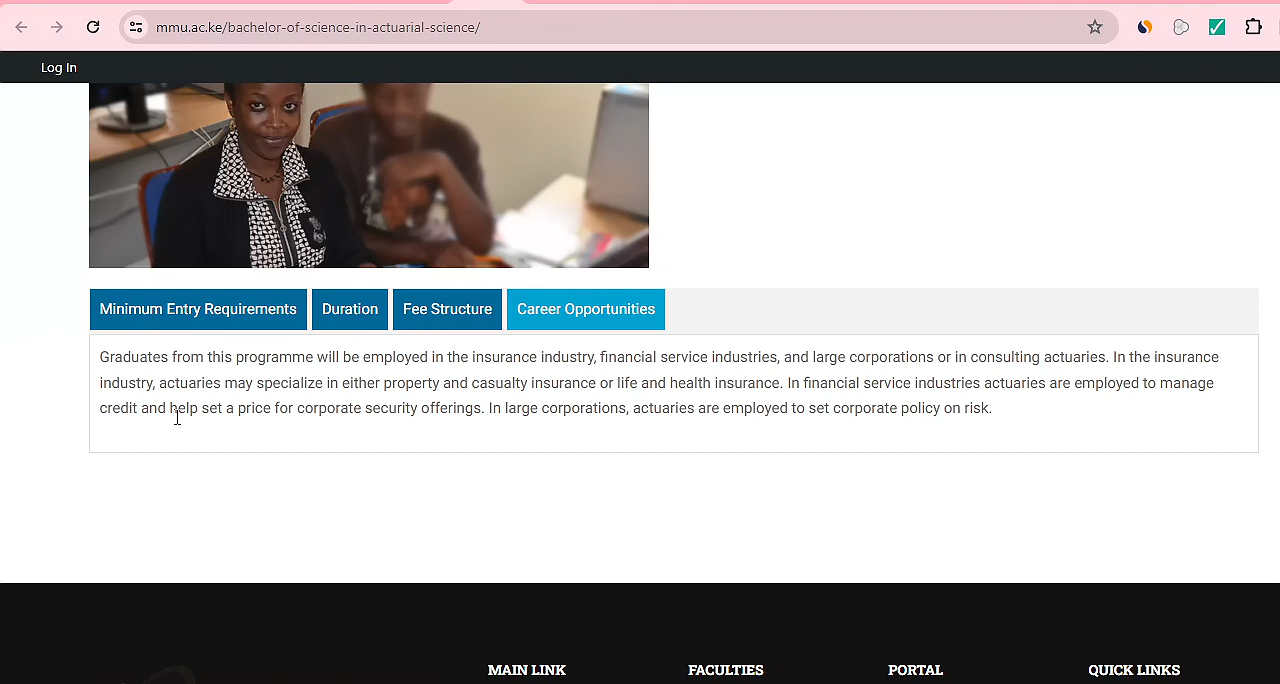 mmu.ac.ke/bachelor-of-science-in-actuarial-science/
Log In
Minimum Entry Requirements
Duration
Fee Structure
Career Opportunities
Graduates from this programme will be employed in the insurance industry, financial service industries, and large corporations or in consulting actuaries. In the insurance
industry, actuaries may specialize in either property and casualty insurance or life and health insurance. In financial service industries actuaries are employed to manage
credit and help set a price for corporate security offerings. In large corporations, actuaries are employed to set corporate policy on risk.
MAIN LINK
FACULTIES
PORTAL
QUICK LINKS